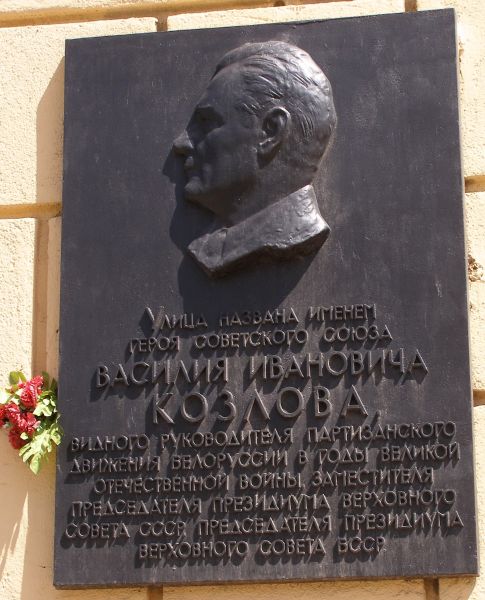 УЛИЦА НАЗВАНА ИМЕНЕМ
ГЕРОЯ СОВЕТСКОГО СОЮЗА
ВАСИЛИЯ ИВАНОВИЧА
КОЗЛОВА,
ВИДНОГО РУКОВОДИТЕЛЯ ПАРТИЗАНСКОГО
ДВИЖЕНИЯ БЕЛОРУССИИ В ГОДЫ ВЕЛИКОЙ
ОТЕЧЕСТВЕННОЙ ВОЙНЫ, ЗАМЕСТИТЕЛЯ
ПРЕДСЕДАТЕЛЯ ПРЕЗИДИУМА ВЕРХОВНОГО
СОВЕТА СССР, ПРЕДСЕДАТЕЛЯ ПРЕЗИДИУМА
ВЕРХОВНОГО СОВЕТА БССР.